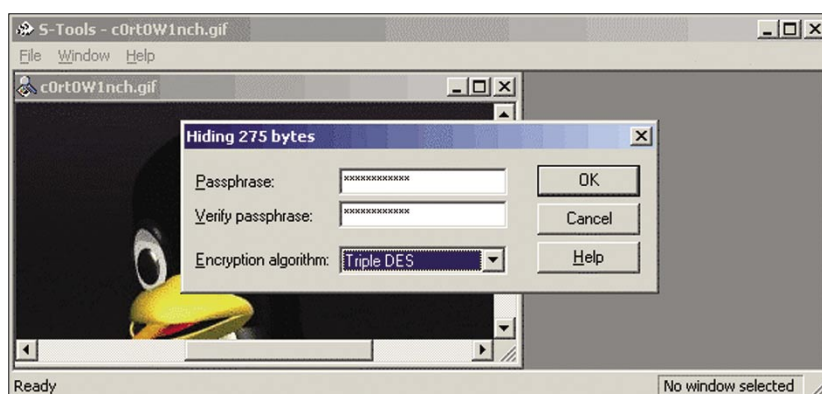 S-Tools - c0rt0W1nch.gif
File Window Help
c0rt0W1nch.gif
Hiding 275 bytes
Passphrase: ************
OK
Verify passphrase: ************
Cancel
Encryption algorithm: Triple DES
Help
Ready
No window selected